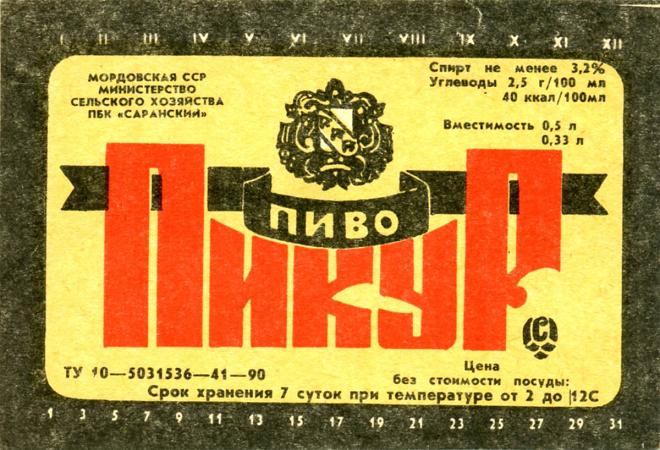 I II III IV V VI VII VIII IX X XI XII
МОРДОВСКАЯ ССР
МИНИСТЕРСТВО
СЕЛЬСКОГО ХОЗЯЙСТВА
ПБК «САРАНСКИЙ»
Спирт не менее 3,2%
Углеводы 2,5 г/100 мл
40 ккал/100мл
Вместимость 0,5 л
0,33 л
ПИВО
Пикур
ТУ 10—5031536—41—90
Цена
без стоимости посуды:
Срок хранения 7 суток при температуре от 2 до 12С
1 3 5 7 9 11 13 15 17 19 21 23 25 27 29 31